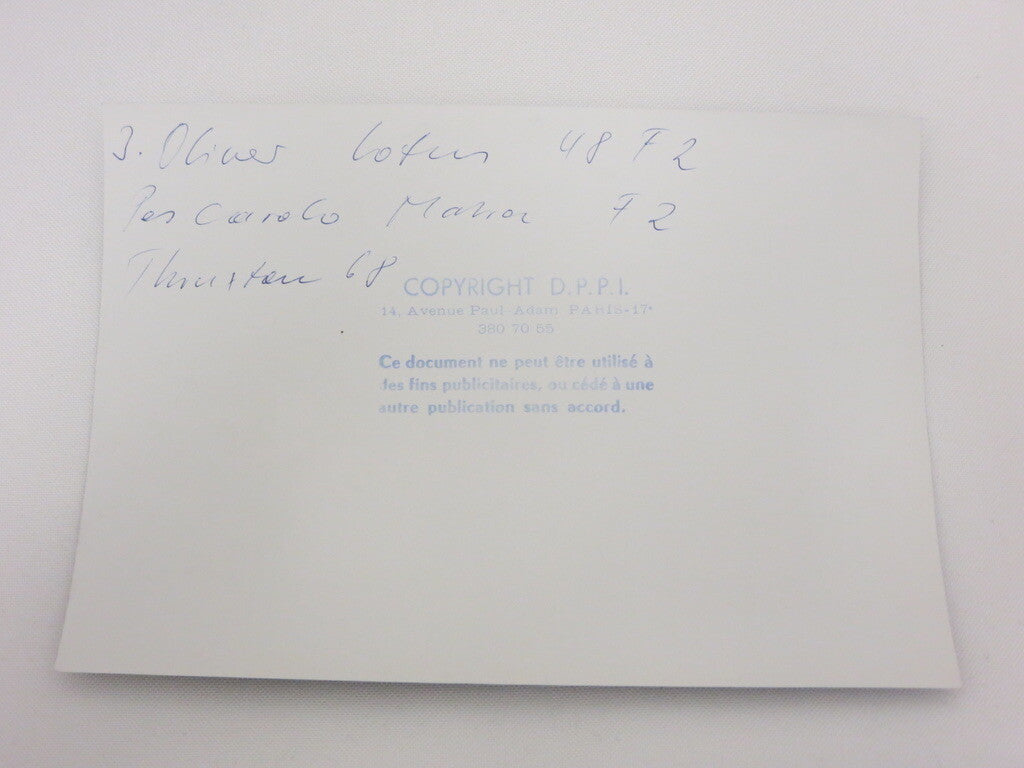 J. Oliver Lotus 48 F2
Pescarolo Matra F2
Thruxton 68
COPYRIGHT D.P.P.I.
14, Avenue Paul-Adam PARIS-17e
380 70 55
Ce document ne peut être utilisé à
des fins publicitaires, ou cédé à une
autre publication sans accord.